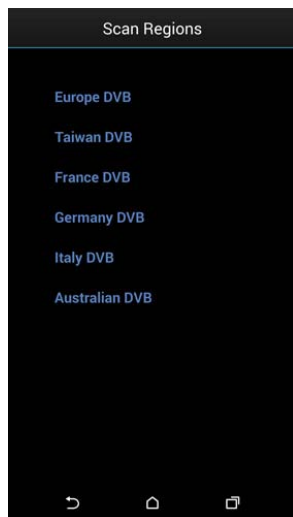 Scan Regions
Europe DVB
Taiwan DVB
France DVB
Germany DVB
Italy DVB
Australian DVB